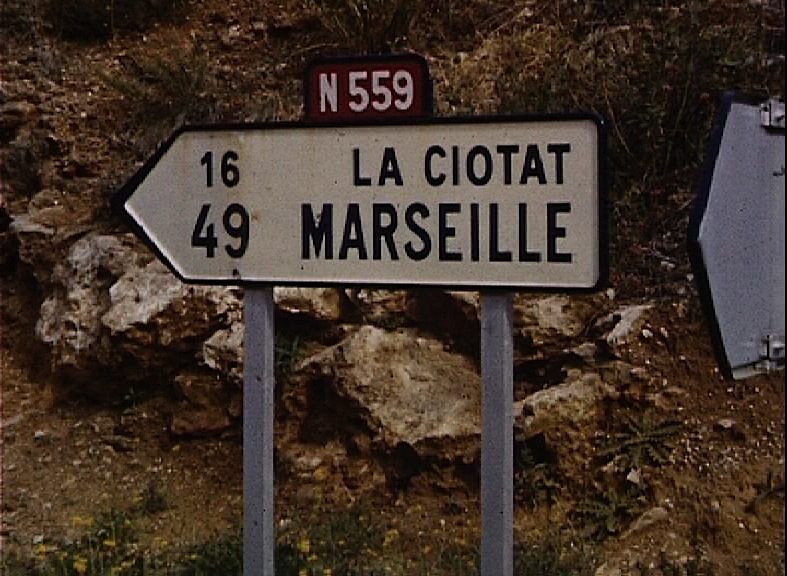 N 559
16 LA CIOTAT
49 MARSEILLE